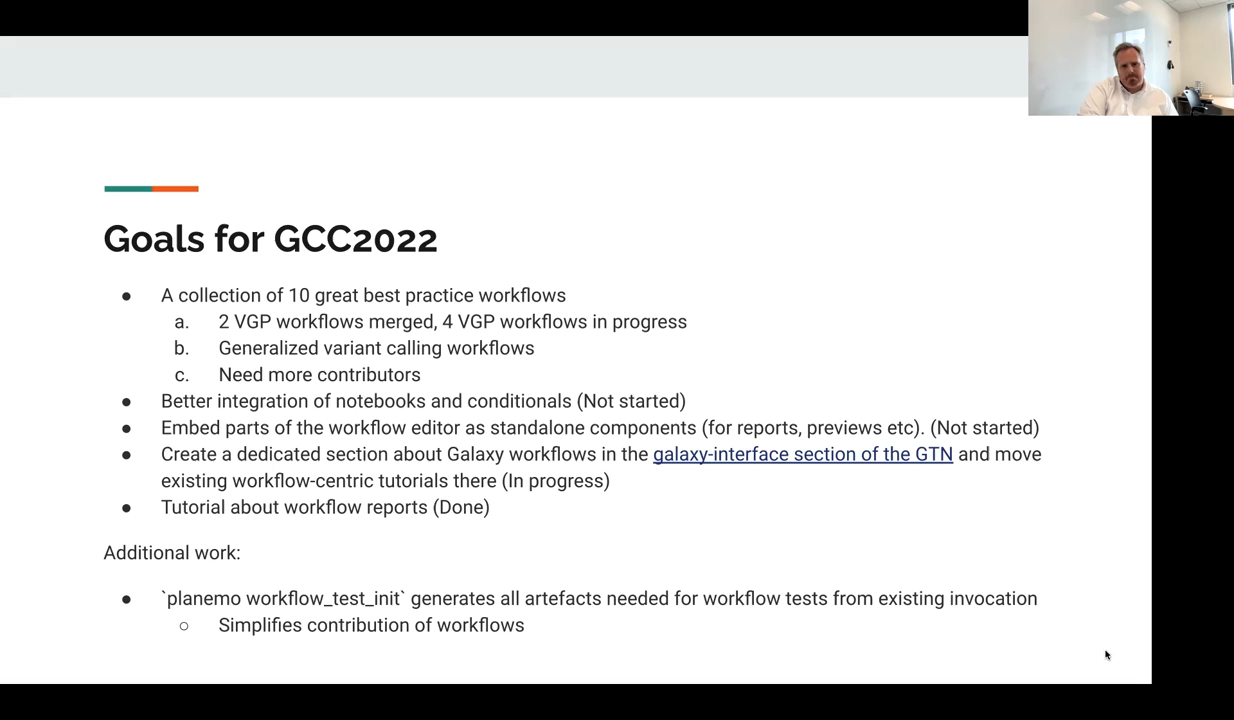 Goals for GCC2022
● A collection of 10 great best practice workflows
a. 2 VGP workflows merged, 4 VGP workflows in progress
b. Generalized variant calling workflows
c. Need more contributors
● Better integration of notebooks and conditionals (Not started)
● Embed parts of the workflow editor as standalone components (for reports, previews etc). (Not started)
● Create a dedicated section about Galaxy workflows in the galaxy-interface section of the GTN and move
existing workflow-centric tutorials there (In progress)
● Tutorial about workflow reports (Done)
Additional work:
● `planemo workflow_test_init` generates all artefacts needed for workflow tests from existing invocation
○ Simplifies contribution of workflows